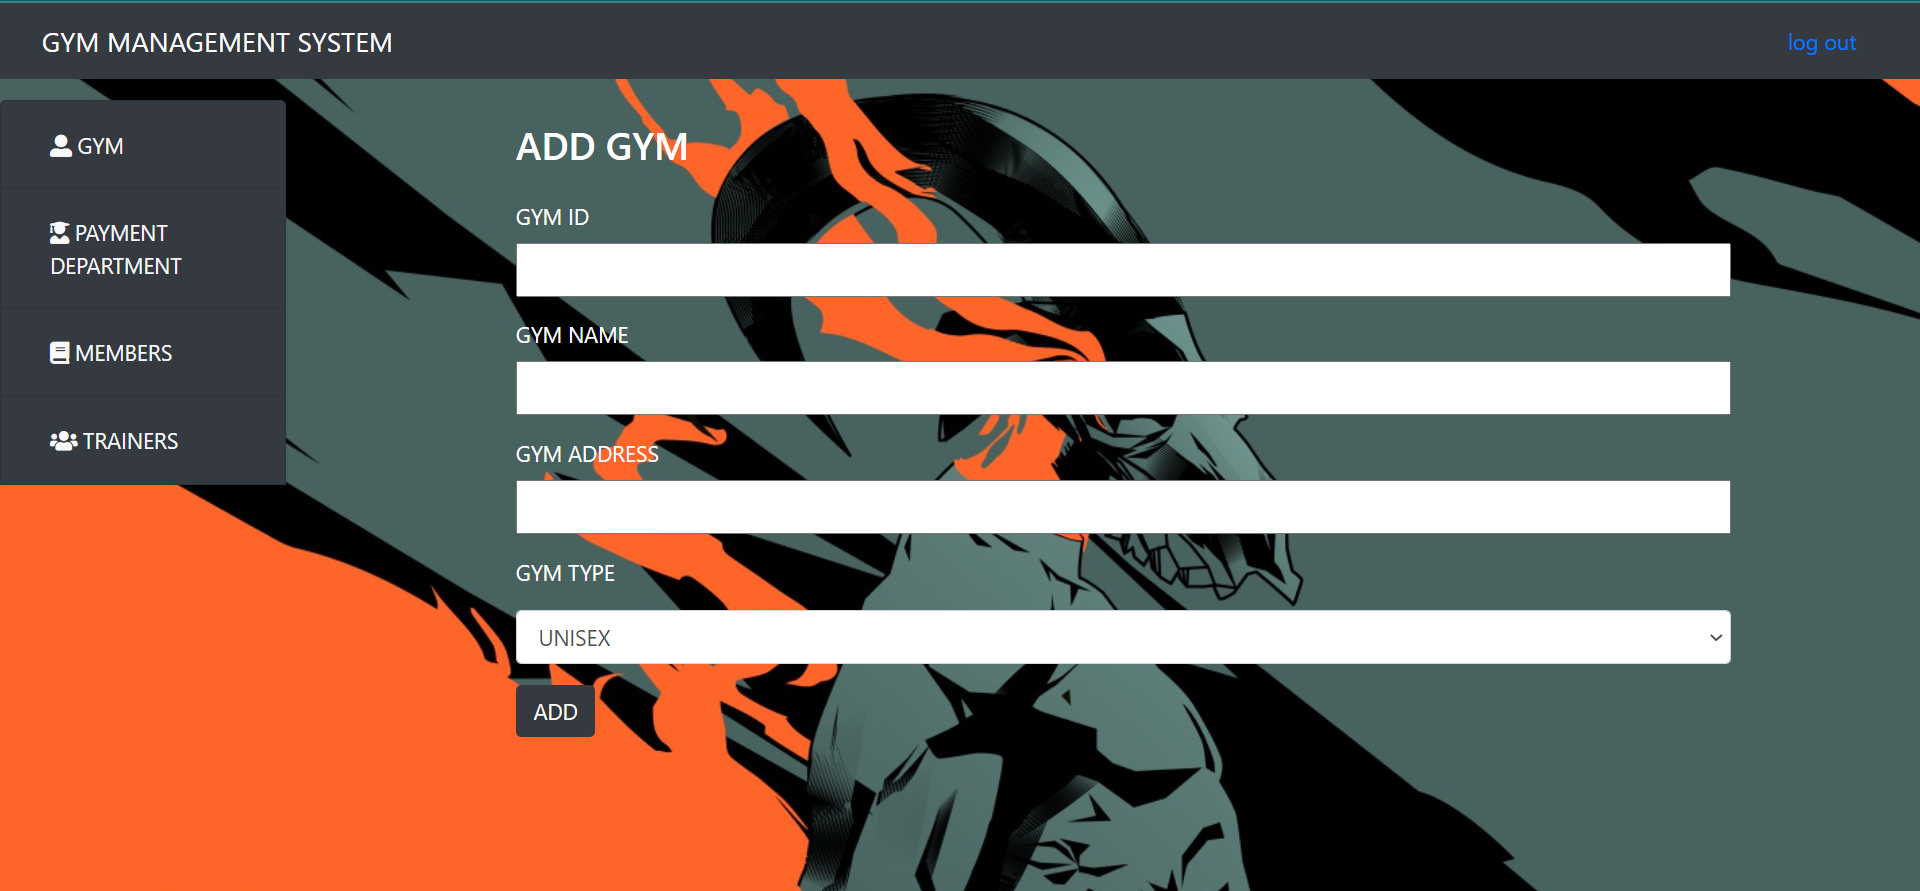 GYM MANAGEMENT SYSTEM
log out
GYM
PAYMENT
DEPARTMENT
MEMBERS
TRAINERS
ADD GYM
GYM ID
GYM NAME
GYM ADDRESS
GYM TYPE
UNISEX
ADD